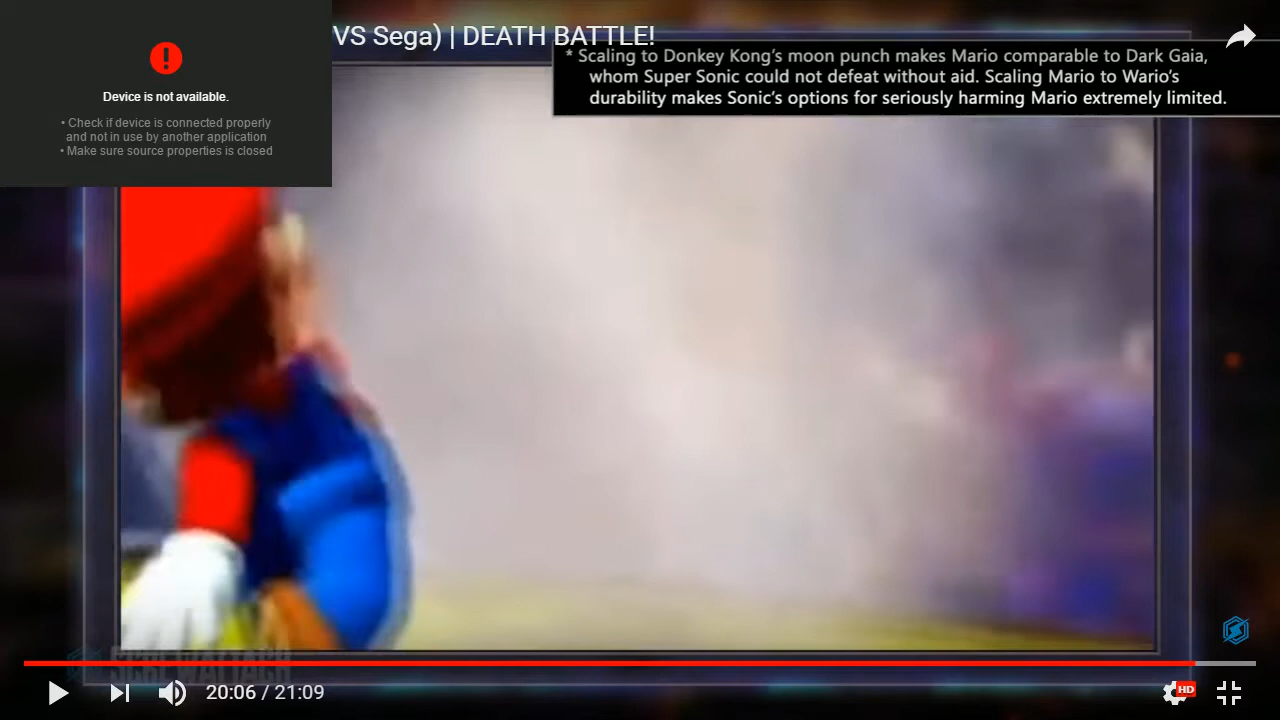 VS Sega) | DEATH BATTLE!
Device is not available.
• Check if device is connected properly
and not in use by another application
• Make sure source properties is closed
* Scaling to Donkey Kong's moon punch makes Mario comparable to Dark Gaia,
whom Super Sonic could not defeat without aid. Scaling Mario to Wario's
durability makes Sonic's options for seriously harming Mario extremely limited.
SCREWATTACK
20:06 / 21:09
HD